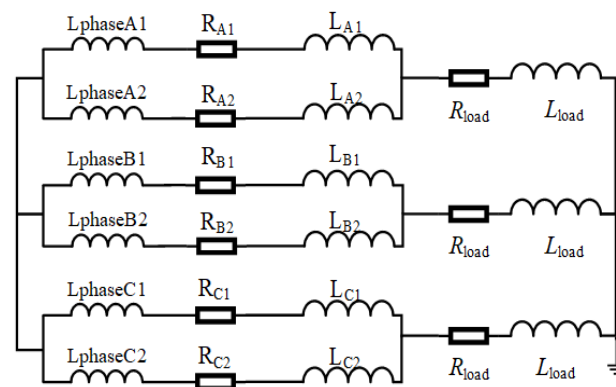 LphaseA1 RA1 LA1
LphaseA2 RA2 LA2
Rload Lload
LphaseB1 RB1 LB1
LphaseB2 RB2 LB2
Rload Lload
LphaseC1 RC1 LC1
LphaseC2 RC2 LC2
Rload Lload